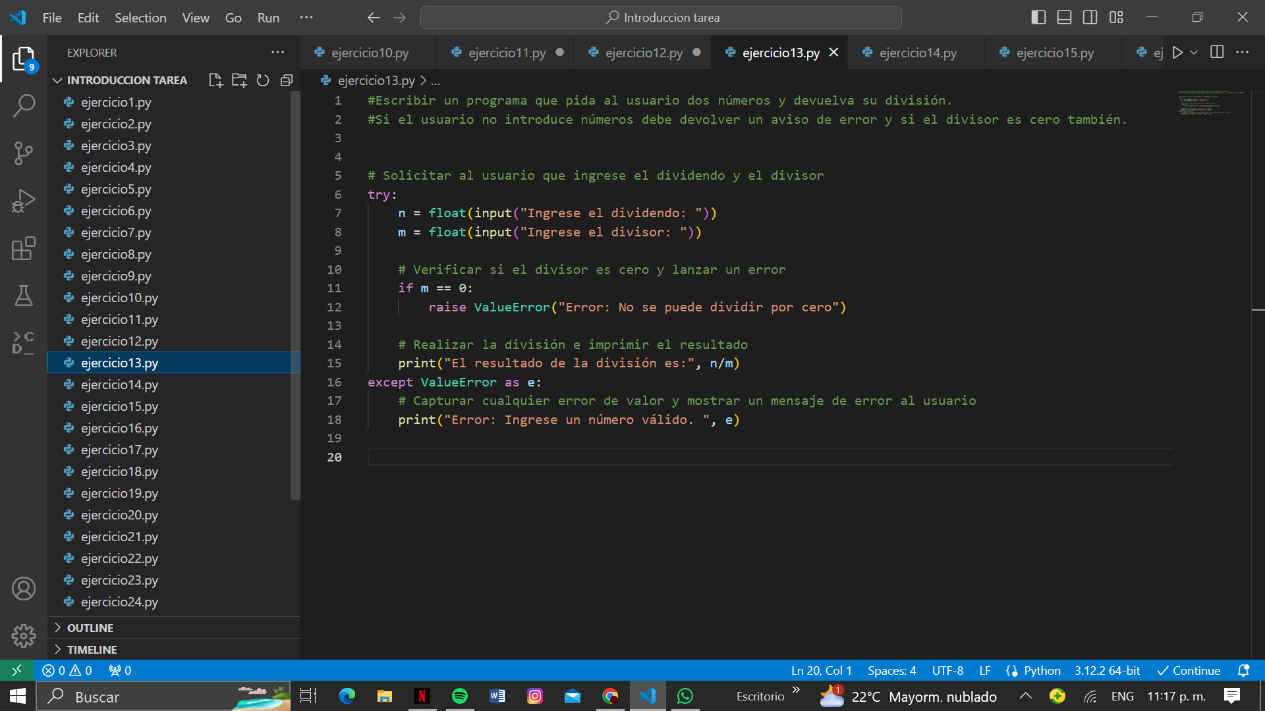 File Edit Selection View Go Run ··· Introduccion tarea
EXPLORER ···
INTRODUCCION TAREA
ejercicio1.py
ejercicio2.py
ejercicio3.py
ejercicio4.py
ejercicio5.py
ejercicio6.py
ejercicio7.py
ejercicio8.py
ejercicio9.py
ejercicio10.py
ejercicio11.py
ejercicio12.py
ejercicio13.py
ejercicio14.py
ejercicio15.py
ejercicio16.py
ejercicio17.py
ejercicio18.py
ejercicio19.py
ejercicio20.py
ejercicio21.py
ejercicio22.py
ejercicio23.py
ejercicio24.py
OUTLINE
TIMELINE
9
ejercicio10.py ejercicio11.py ejercicio12.py ejercicio13.py ejercicio14.py ejercicio15.py ej
ejercicio13.py > ...
1 #Escribir un programa que pida al usuario dos números y devuelva su división.
2 #Si el usuario no introduce números debe devolver un aviso de error y si el divisor es cero también.
3
4
5 # Solicitar al usuario que ingrese el dividendo y el divisor
6 try:
7 n = float(input("Ingrese el dividendo: "))
8 m = float(input("Ingrese el divisor: "))
9
10 # Verificar si el divisor es cero y lanzar un error
11 if m == 0:
12 raise ValueError("Error: No se puede dividir por cero")
13
14 # Realizar la división e imprimir el resultado
15 print("El resultado de la división es:", n/m)
16 except ValueError as e:
17 # Capturar cualquier error de valor y mostrar un mensaje de error al usuario
18 print("Error: Ingrese un número válido. ", e)
19
20
0 0 0 Ln 20, Col 1 Spaces: 4 UTF-8 LF Python 3.12.2 64-bit Continue
Buscar Escritorio 1 22°C Mayorm. nublado ENG 11:17 p. m.